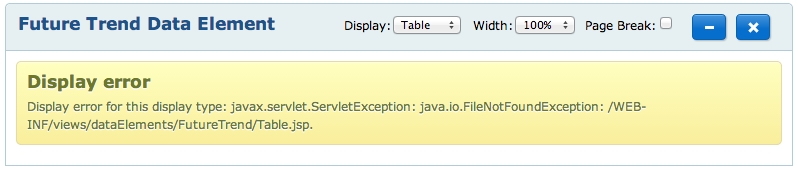 Future Trend Data Element Display: Table Width: 100% Page Break:
Display error
Display error for this display type: javax.servlet.ServletException: java.io.FileNotFoundException: /WEB-
INF/views/dataElements/FutureTrend/Table.jsp.